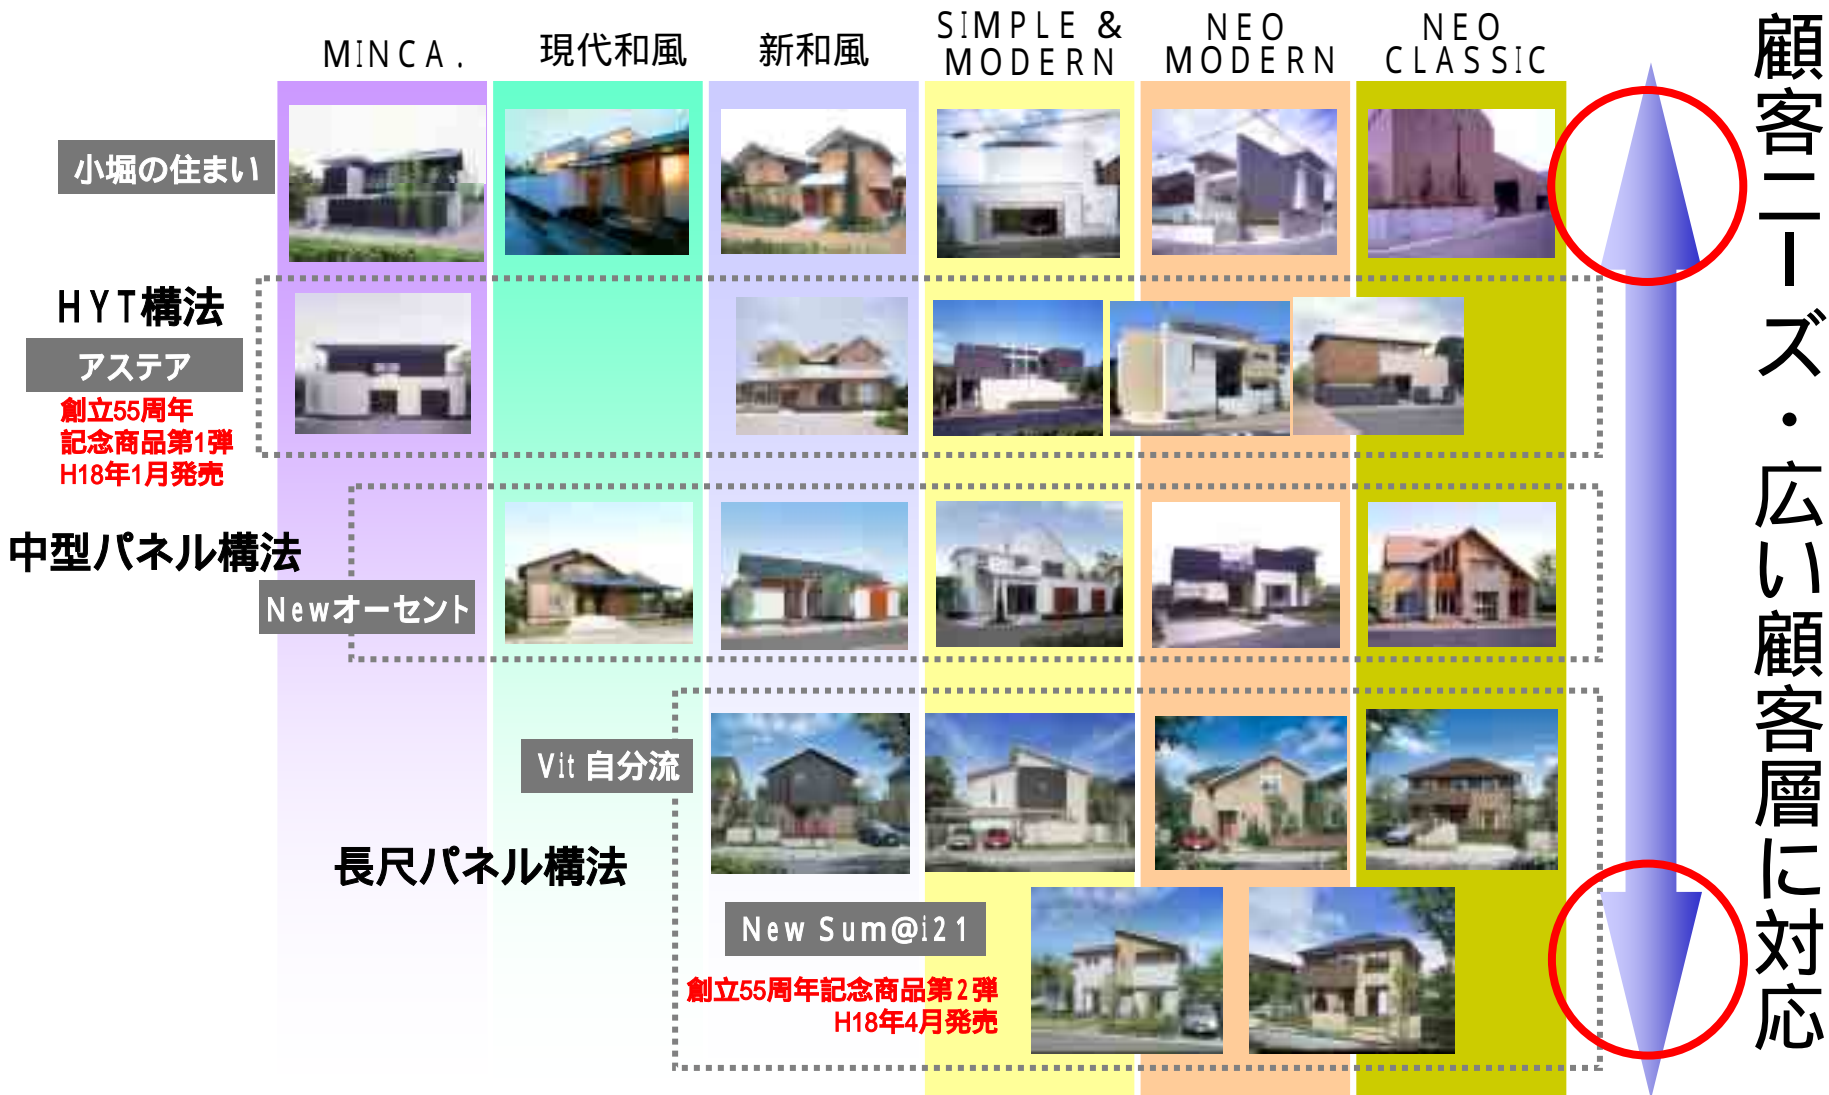 MINCA.
現代和風
新和風
SIMPLE &
MODERN
NEO
MODERN
NEO
CLASSIC
小堀の住まい
HYT構法
アステア
創立55周年
記念商品第1弾
H18年1月発売
中型パネル構法
Newオーセント
Vit 自分流
長尺パネル構法
New Sum@i21
創立55周年記念商品第2弾
H18年4月発売
顧客ニーズ・広い顧客層に対応